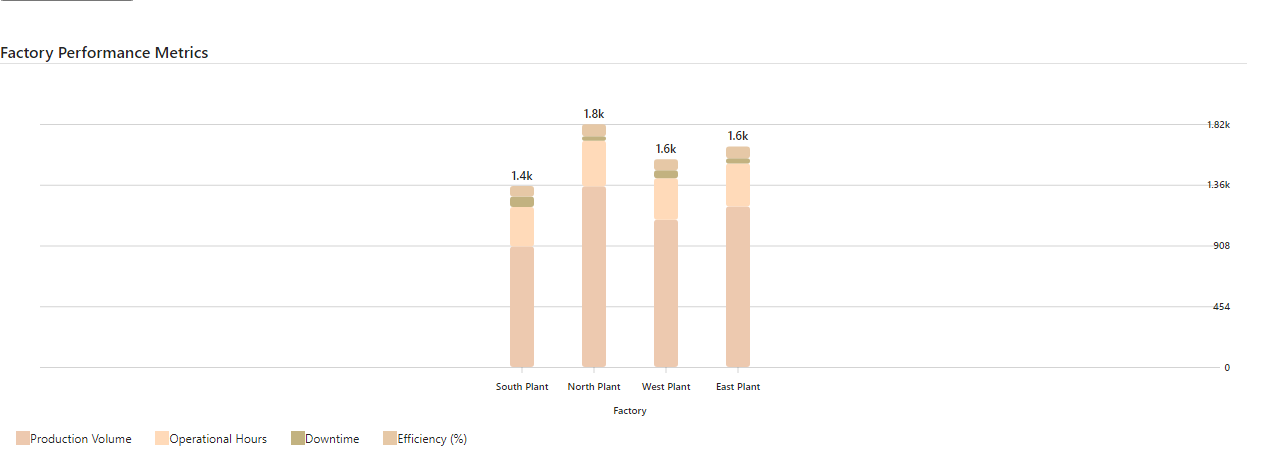 Factory Performance Metrics
1.8k
1.82k
1.6k
1.6k
1.4k
1.36k
908
454
0
South Plant North Plant West Plant East Plant
Factory
Production Volume Operational Hours Downtime Efficiency (%)